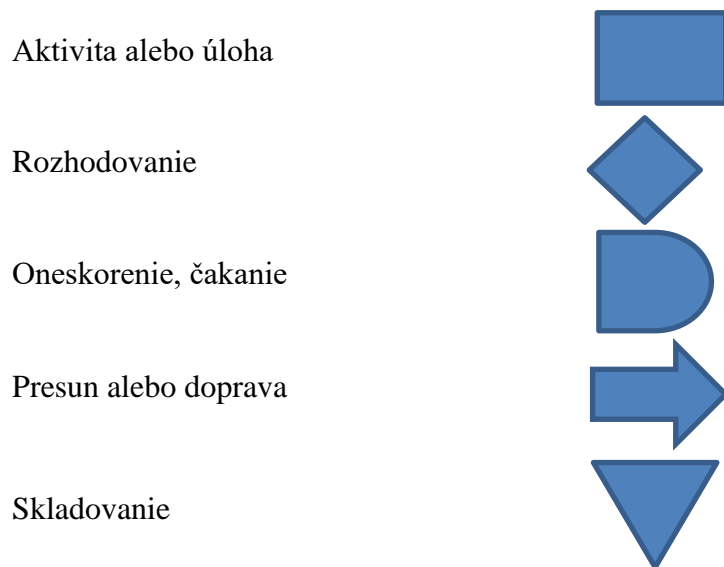 Aktivita alebo úloha
Rozhodovanie
Oneskorenie, čakanie
Presun alebo doprava
Skladovanie